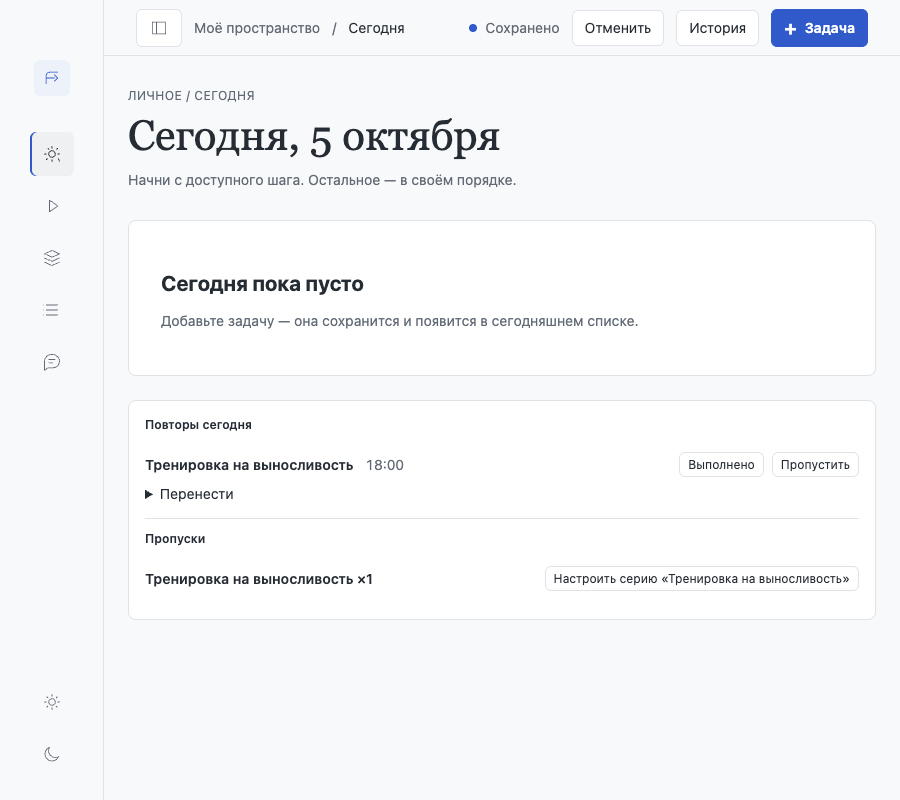 Моё пространство / Сегодня
Сохранено
Отменить
История
+ Задача
ЛИЧНОЕ / СЕГОДНЯ
Сегодня, 5 октября
Начни с доступного шага. Остальное — в своём порядке.
Сегодня пока пусто
Добавьте задачу — она сохранится и появится в сегодняшнем списке.
Повторы сегодня
Тренировка на выносливость 18:00
Выполнено
Пропустить
Перенести
Пропуски
Тренировка на выносливость ×1
Настроить серию «Тренировка на выносливость»